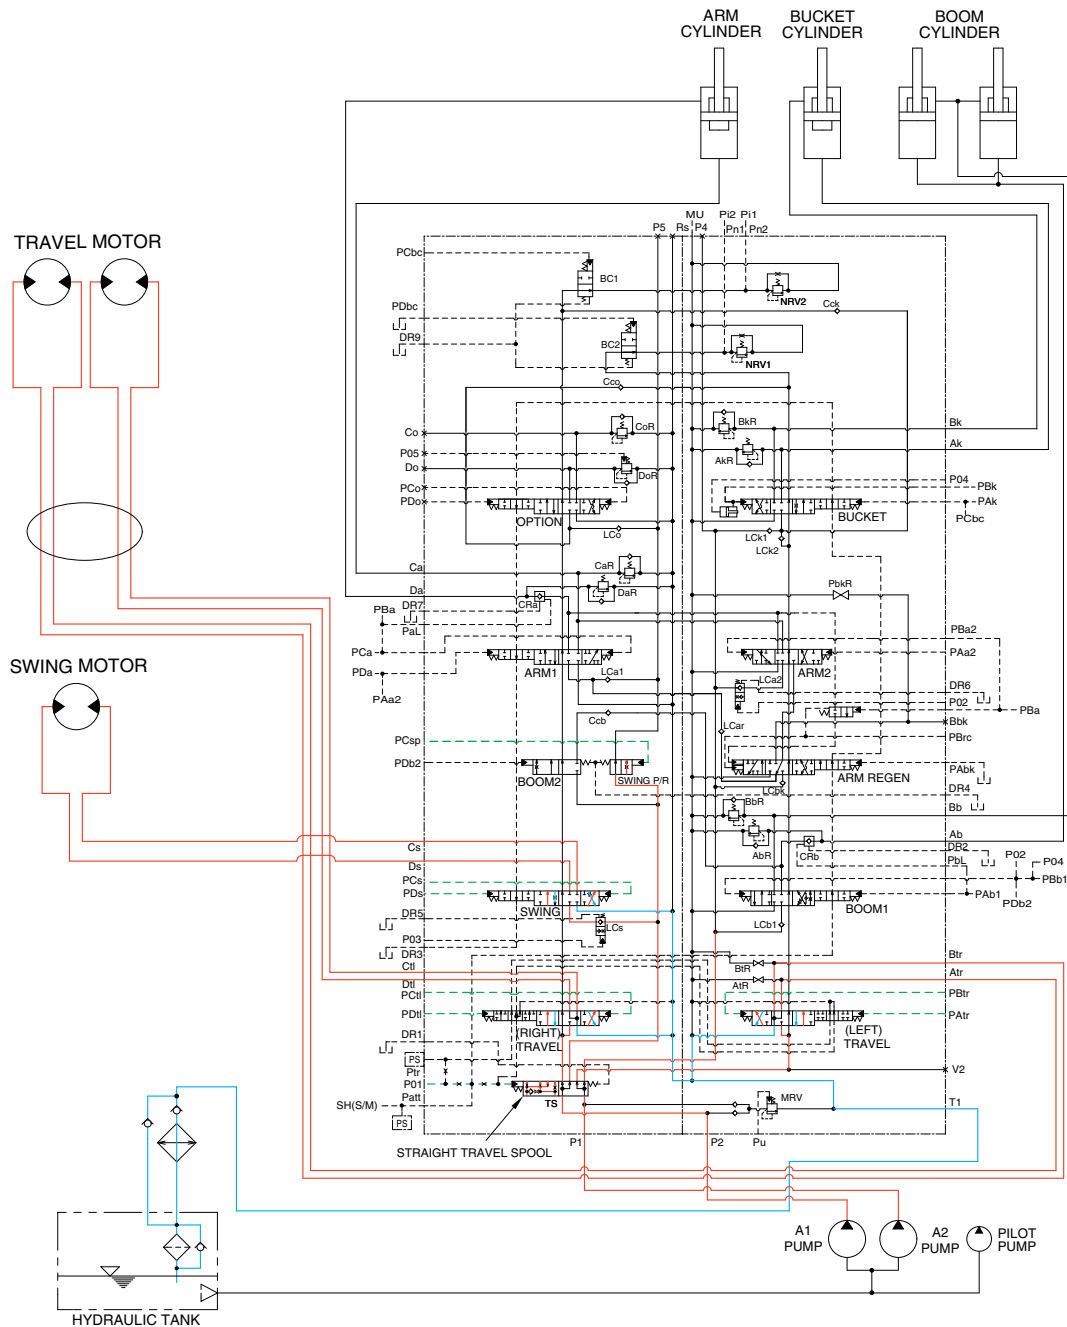 ARM
CYLINDER
BUCKET
CYLINDER
BOOM
CYLINDER
TRAVEL MOTOR
SWING MOTOR
P5
Rs
MU
P4
Pi2
Pn1
Pi1
Pn2
PCbc
BC1
NRV2
Cck
PDbc
DR9
BC2
NRV1
Cco
Co
CoR
BkR
Bk
P05
Ak
Do
DoR
AkR
PCo
PDo
P04
PBk
PAk
PCbc
OPTION
BUCKET
LCo
LCk1
LCk2
Ca
CaR
Da
DaR
CRa
PbkR
PBa
DR7
PaL
PBa2
PCa
PAa2
PDa
ARM1
LCa1
LCa2
ARM2
PAa2
DR6
P02
PBa
Ccb
LCar
Bbk
PCsp
PBrc
PDb2
BOOM2
SWING P/R
ARM REGEN
PAbk
LCbk
DR4
BbR
Bb
Cs
AbR
CRb
Ab
DR2
Ds
PbL
P02
P04
PCs
PBb1
PDs
PAb1
PDb2
SWING
BOOM1
DR5
LCs
LCb1
P03
DR3
Ctl
BtR
Btr
Dtl
AtR
Atr
PCtl
PBtr
PDtl
PAtr
DR1
(RIGHT)
TRAVEL
(LEFT)
TRAVEL
PS
Ptr
V2
P01
Patt
TS
MRV
T1
SH(S/M)
PS
P1
P2
Pu
STRAIGHT TRAVEL SPOOL
A1
PUMP
A2
PUMP
PILOT
PUMP
HYDRAULIC TANK